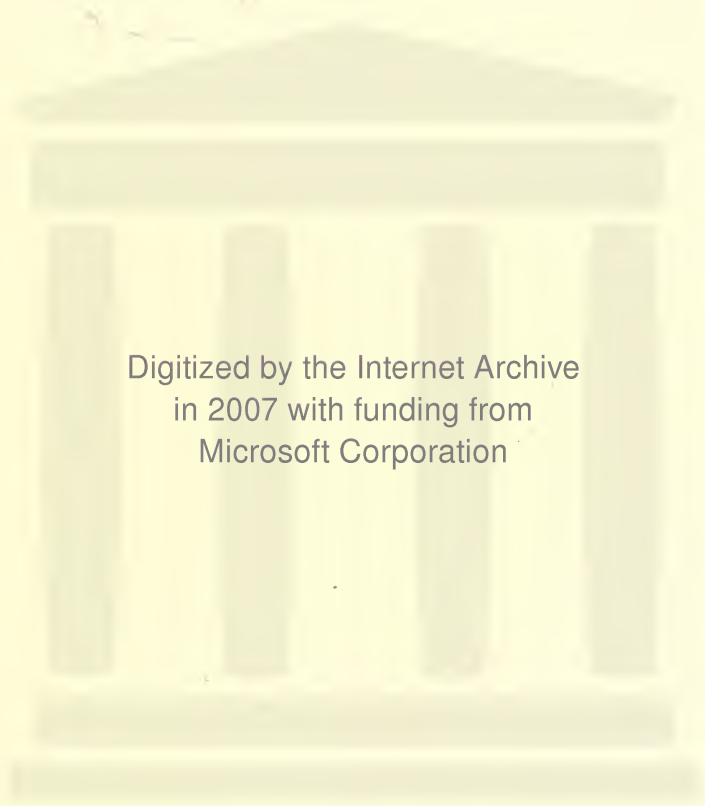 Digitized by the Internet Archive
in 2007 with funding from
Microsoft Corporation